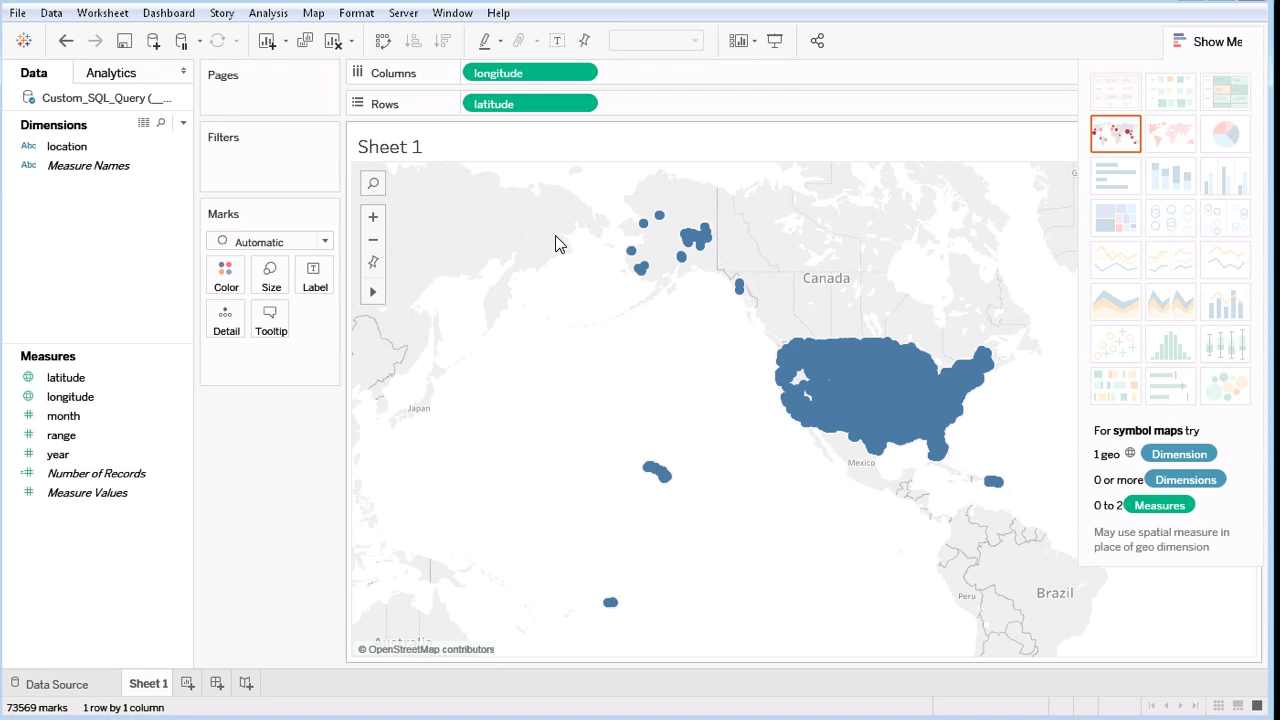 File Data Worksheet Dashboard Story Analysis Map Format Server Window Help
Show Me
Data Analytics
Custom_SQL_Query (__...
Dimensions
Abc location
Abc Measure Names
Measures
latitude
longitude
month
range
year
Number of Records
Measure Values
Pages
Filters
Marks
Automatic
Color Size Label
Detail Tooltip
Columns longitude
Rows latitude
Sheet 1
Canada
Japan
Mexico
Peru
Brazil
Australia
© OpenStreetMap contributors
For symbol maps try
1 geo Dimension
0 or more Dimensions
0 to 2 Measures
May use spatial measure in
place of geo dimension
Data Source Sheet 1
73569 marks 1 row by 1 column